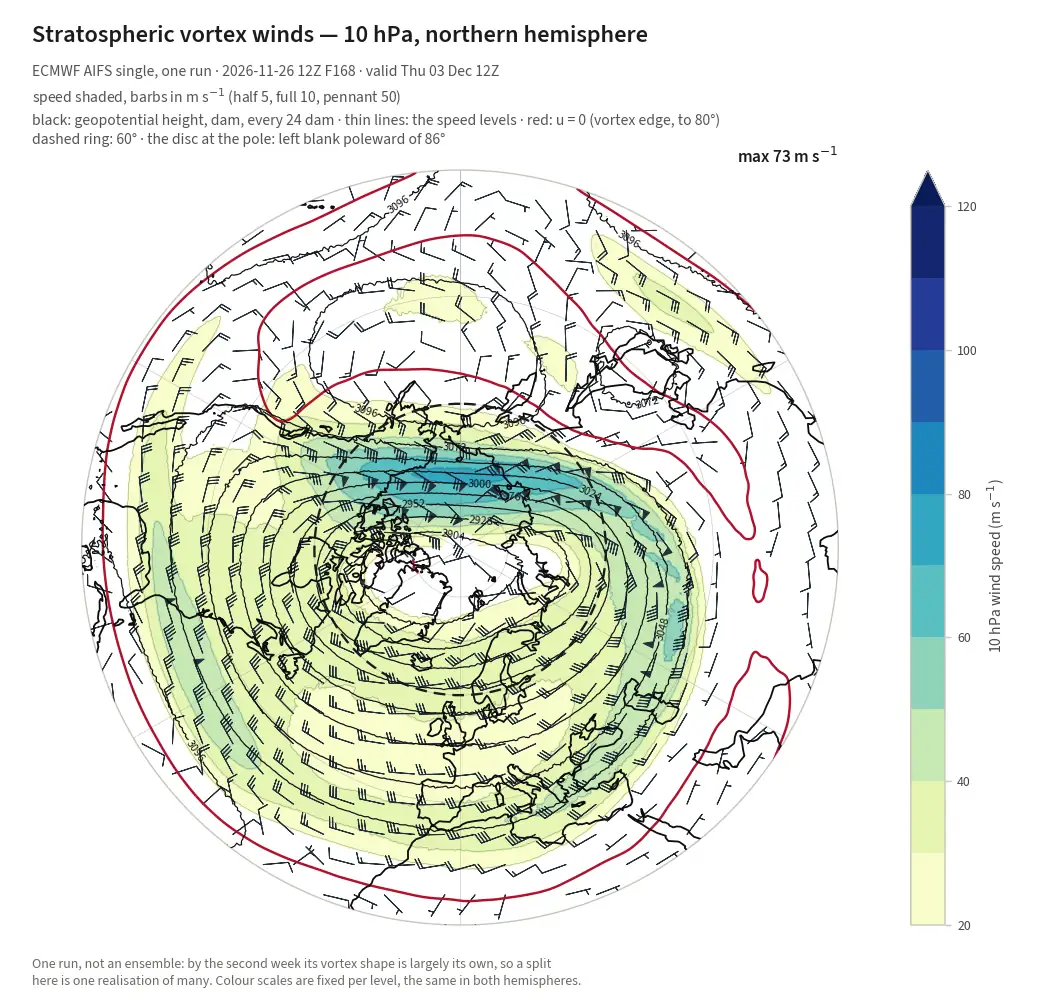 Stratospheric vortex winds — 10 hPa, northern hemisphere
ECMWF AIFS single, one run · 2026-11-26 12Z F168 · valid Thu 03 Dec 12Z
speed shaded, barbs in m s⁻¹ (half 5, full 10, pennant 50)
black: geopotential height, dam, every 24 dam · thin lines: the speed levels · red: u = 0 (vortex edge, to 80°)
dashed ring: 60° · the disc at the pole: left blank poleward of 86°
max 73 m s⁻¹
3096
3096
3072
3096
3000
3024
2952
2976
2928
2904
3048
3096
120
100
80
60
40
20
10 hPa wind speed (m s⁻¹)
One run, not an ensemble: by the second week its vortex shape is largely its own, so a split
here is one realisation of many. Colour scales are fixed per level, the same in both hemispheres.